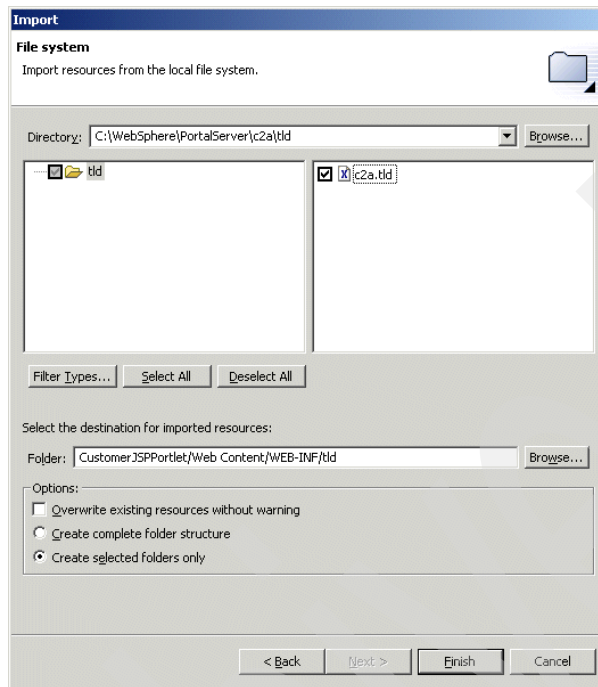 Import
File system
Import resources from the local file system.
Directory: C:\WebSphere\PortalServer\c2a\tld Browse...
tld
c2a.tld
Filter Types... Select All Deselect All
Select the destination for imported resources:
Folder: CustomerJSPPortlet/Web Content/WEB-INF/tld Browse...
Options:
Overwrite existing resources without warning
Create complete folder structure
Create selected folders only
< Back Next > Finish Cancel